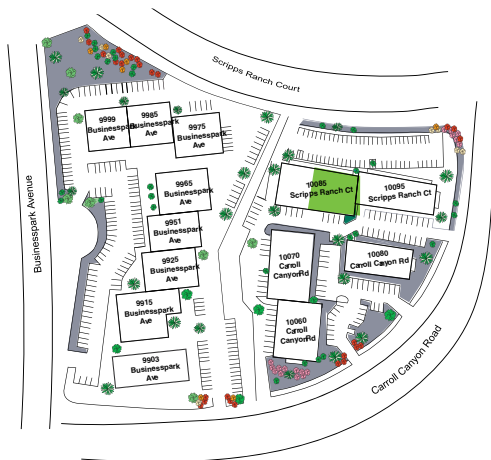 Scripps Ranch Court
9999
Businesspark
Ave
9985
Businesspark
Ave
9975
Businesspark
Ave
9965
Businesspark
Ave
10085
Scripps Ranch Ct
10095
Scripps Ranch Ct
Businesspark Avenue
9951
Businesspark
Ave
9925
Businesspark
Ave
10070
Carroll
CanyonRd
10080
Carroll Canyon Rd
9915
Businesspark
Ave
10060
Carroll
CanyonRd
9903
Businesspark
Ave
Carroll Canyon Road